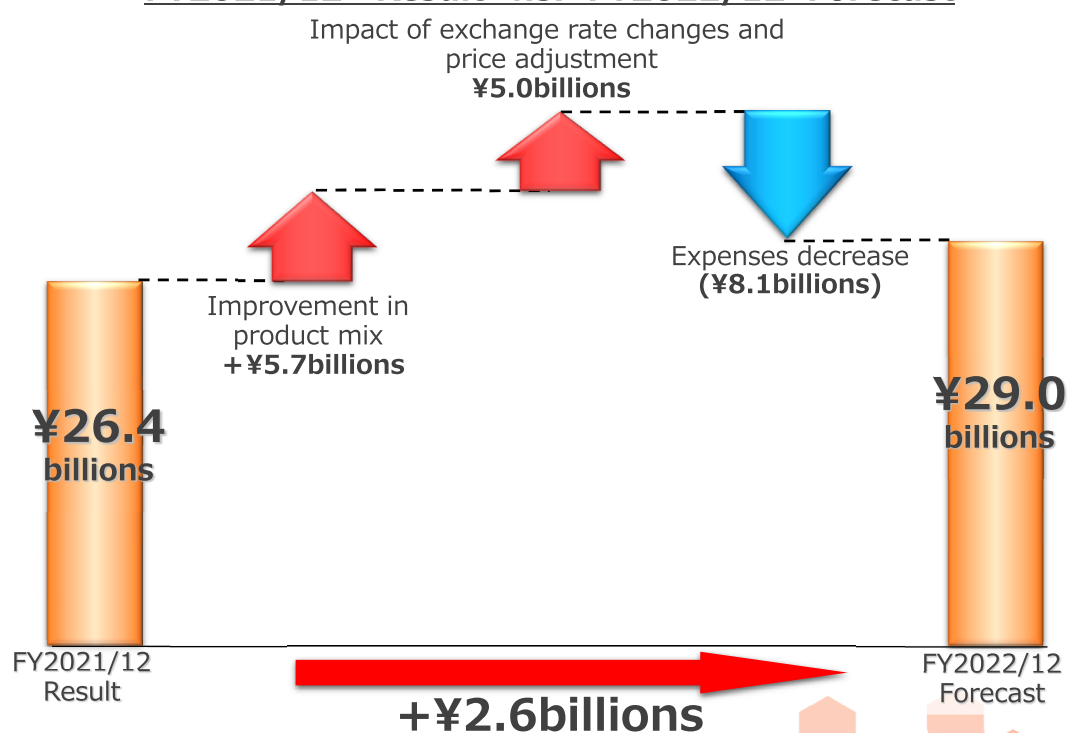 Impact of exchange rate changes and
price adjustment
¥5.0billions
Expenses decrease
(¥8.1billions)
Improvement in
product mix
+¥5.7billions
¥26.4
billions
¥29.0
billions
FY2021/12
Result
FY2022/12
Forecast
+¥2.6billions